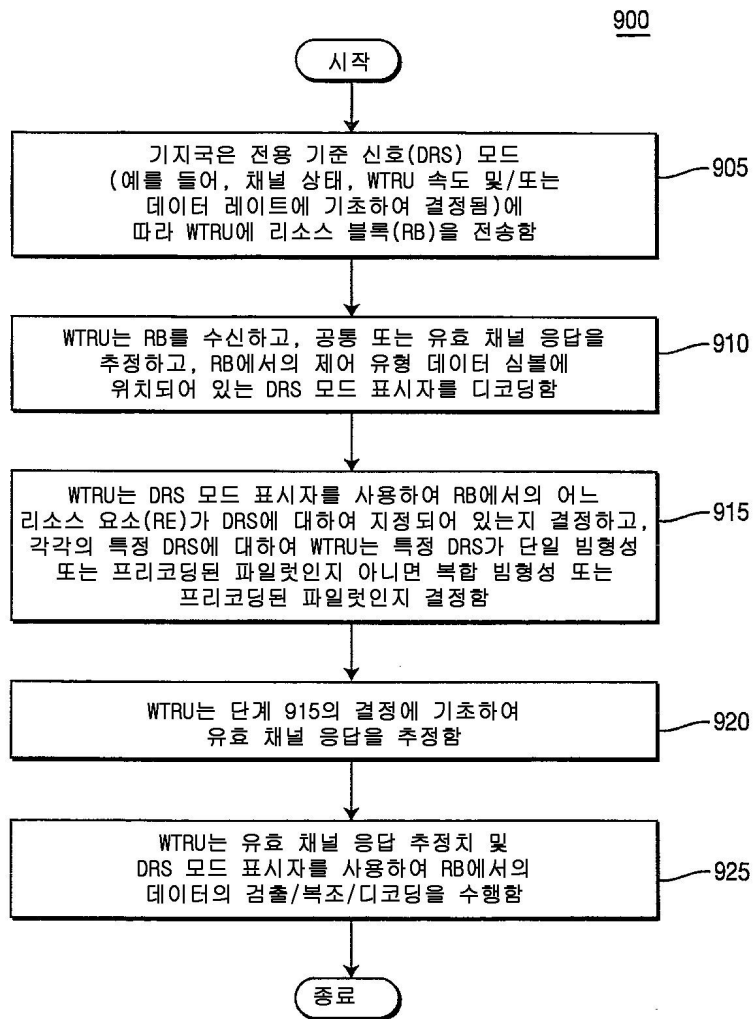 900
시작
기지국은 전용 기준 신호(DRS) 모드
(예를 들어, 채널 상태, WTRU 속도 및/또는
데이터 레이트에 기초하여 결정됨)에
따라 WTRU에 리소스 블록(RB)을 전송함
905
WTRU는 RB를 수신하고, 공통 또는 유효 채널 응답을
추정하고, RB에서의 제어 유형 데이터 심볼에
위치되어 있는 DRS 모드 표시자를 디코딩함
910
WTRU는 DRS 모드 표시자를 사용하여 RB에서의 어느
리소스 요소(RE)가 DRS에 대하여 지정되어 있는지 결정하고,
각각의 특정 DRS에 대하여 WTRU는 특정 DRS가 단일 빔형성
또는 프리코딩된 파일럿인지 아니면 복합 빔형성 또는
프리코딩된 파일럿인지 결정함
915
WTRU는 단계 915의 결정에 기초하여
유효 채널 응답을 추정함
920
WTRU는 유효 채널 응답 추정치 및
DRS 모드 표시자를 사용하여 RB에서의
데이터의 검출/복조/디코딩을 수행함
925
종료